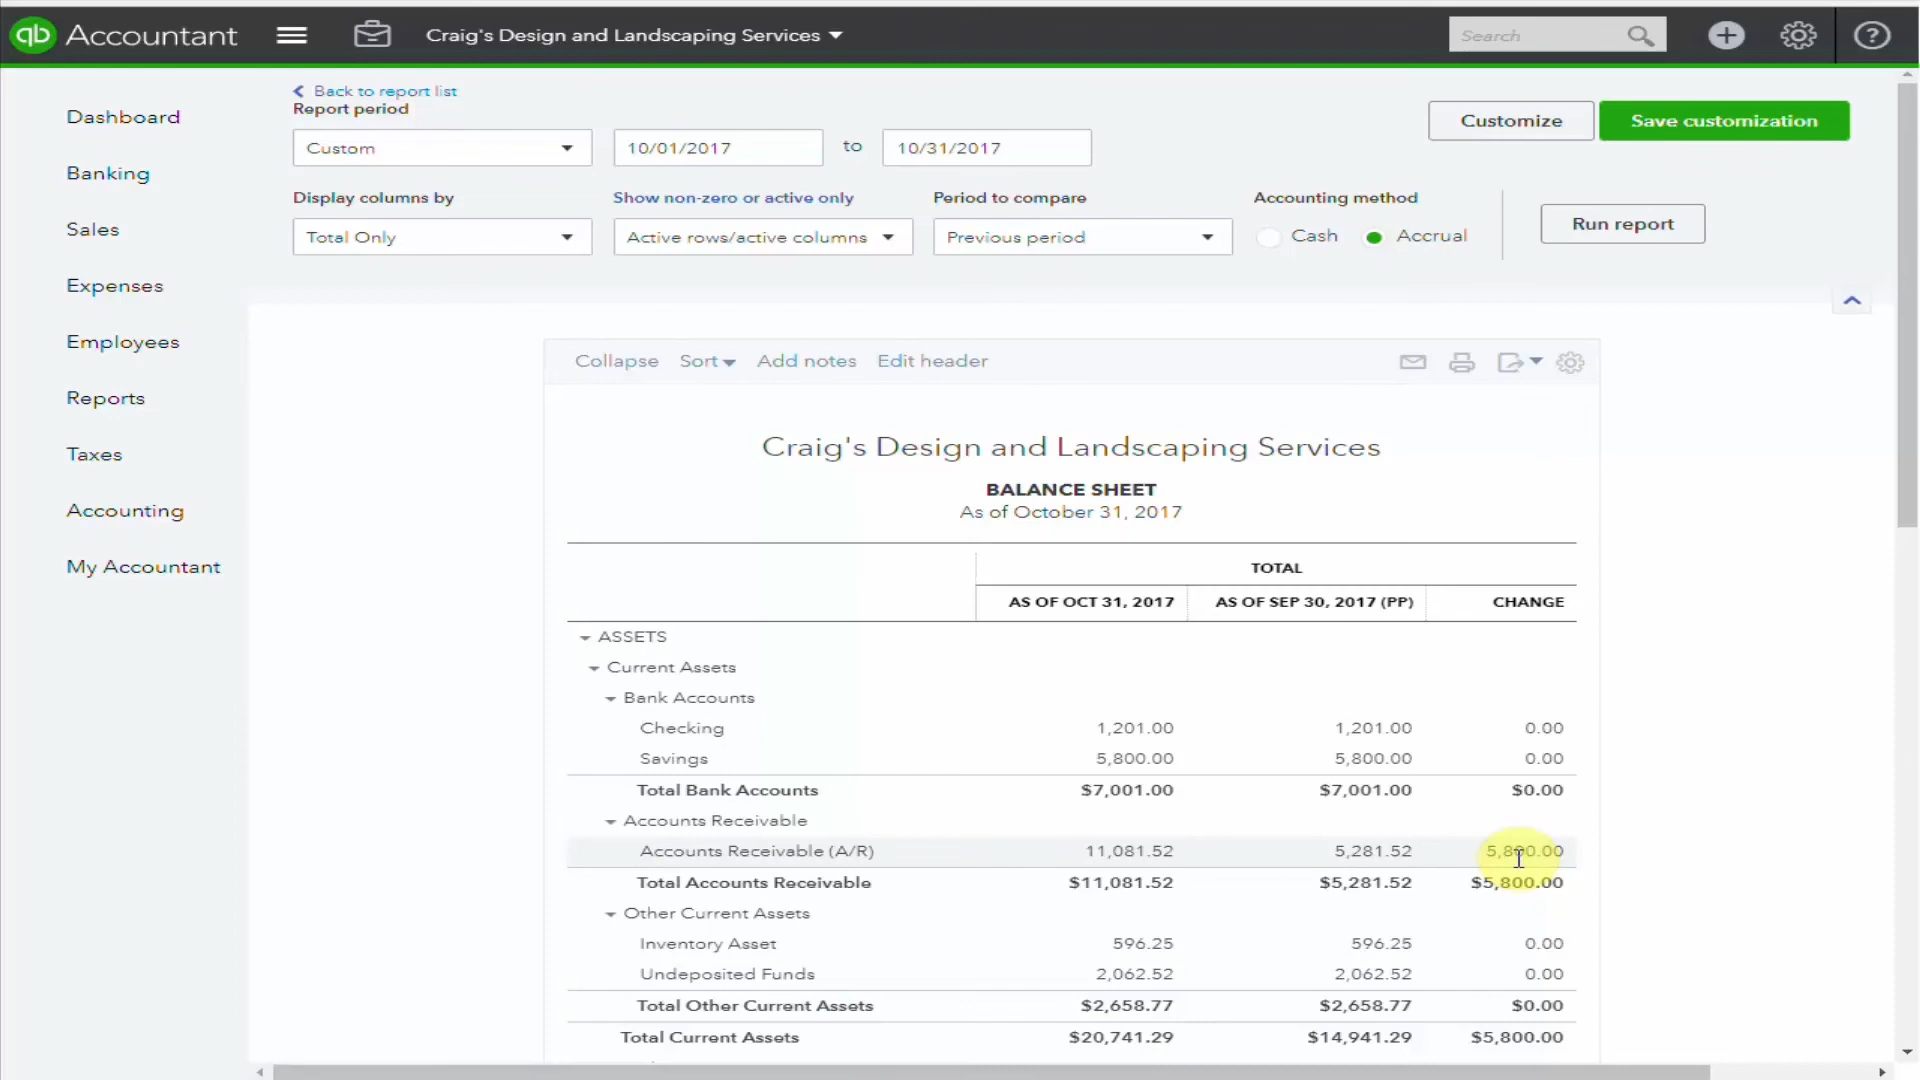 qb Accountant
Craig's Design and Landscaping Services
Search
Dashboard
Banking
Sales
Expenses
Employees
Reports
Taxes
Accounting
My Accountant
Back to report list
Report period
Custom
10/01/2017 to 10/31/2017
Customize
Save customization
Display columns by
Show non-zero or active only
Period to compare
Accounting method
Total Only
Active rows/active columns
Previous period
Cash
Accrual
Run report
Collapse Sort Add notes Edit header
Craig's Design and Landscaping Services
BALANCE SHEET
As of October 31, 2017
TOTAL
AS OF OCT 31, 2017 AS OF SEP 30, 2017 (PP) CHANGE
ASSETS
Current Assets
Bank Accounts
Checking 1,201.00 1,201.00 0.00
Savings 5,800.00 5,800.00 0.00
Total Bank Accounts $7,001.00 $7,001.00 $0.00
Accounts Receivable
Accounts Receivable (A/R) 11,081.52 5,281.52 5,800.00
Total Accounts Receivable $11,081.52 $5,281.52 $5,800.00
Other Current Assets
Inventory Asset 596.25 596.25 0.00
Undeposited Funds 2,062.52 2,062.52 0.00
Total Other Current Assets $2,658.77 $2,658.77 $0.00
Total Current Assets $20,741.29 $14,941.29 $5,800.00